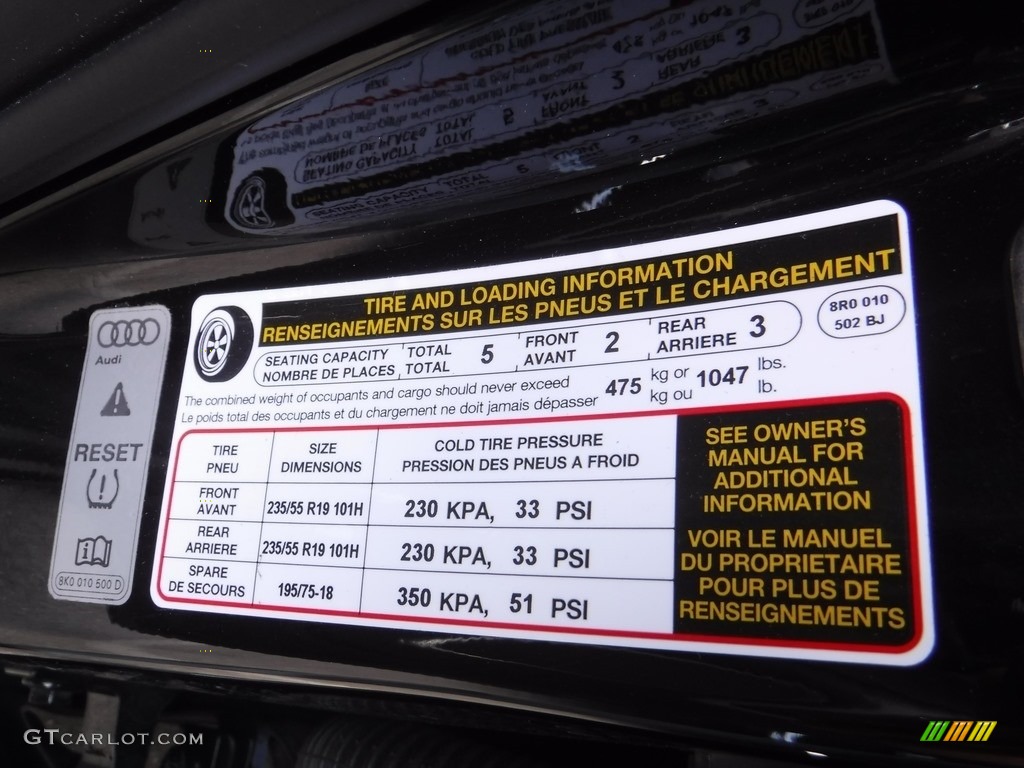 TIRE AND LOADING INFORMATION
RENSEIGNEMENTS SUR LES PNEUS ET LE CHARGEMENT
SEATING CAPACITY TOTAL 5 FRONT 2 REAR 3
NOMBRE DE PLACES TOTAL AVANT ARRIERE
8R0 010
502 BJ
The combined weight of occupants and cargo should never exceed 475 kg or 1047 lbs.
Le poids total des occupants et du chargement ne doit jamais dépasser kg ou lb.
TIRE SIZE COLD TIRE PRESSURE
PNEU DIMENSIONS PRESSION DES PNEUS A FROID
FRONT
AVANT 235/55 R19 101H 230 KPA, 33 PSI
REAR
ARRIERE 235/55 R19 101H 230 KPA, 33 PSI
SPARE
DE SECOURS 195/75-18 350 KPA, 51 PSI
SEE OWNER'S
MANUAL FOR
ADDITIONAL
INFORMATION
VOIR LE MANUEL
DU PROPRIETAIRE
POUR PLUS DE
RENSEIGNEMENTS
Audi
RESET
8K0 010 500 D
GTCARLOT.COM